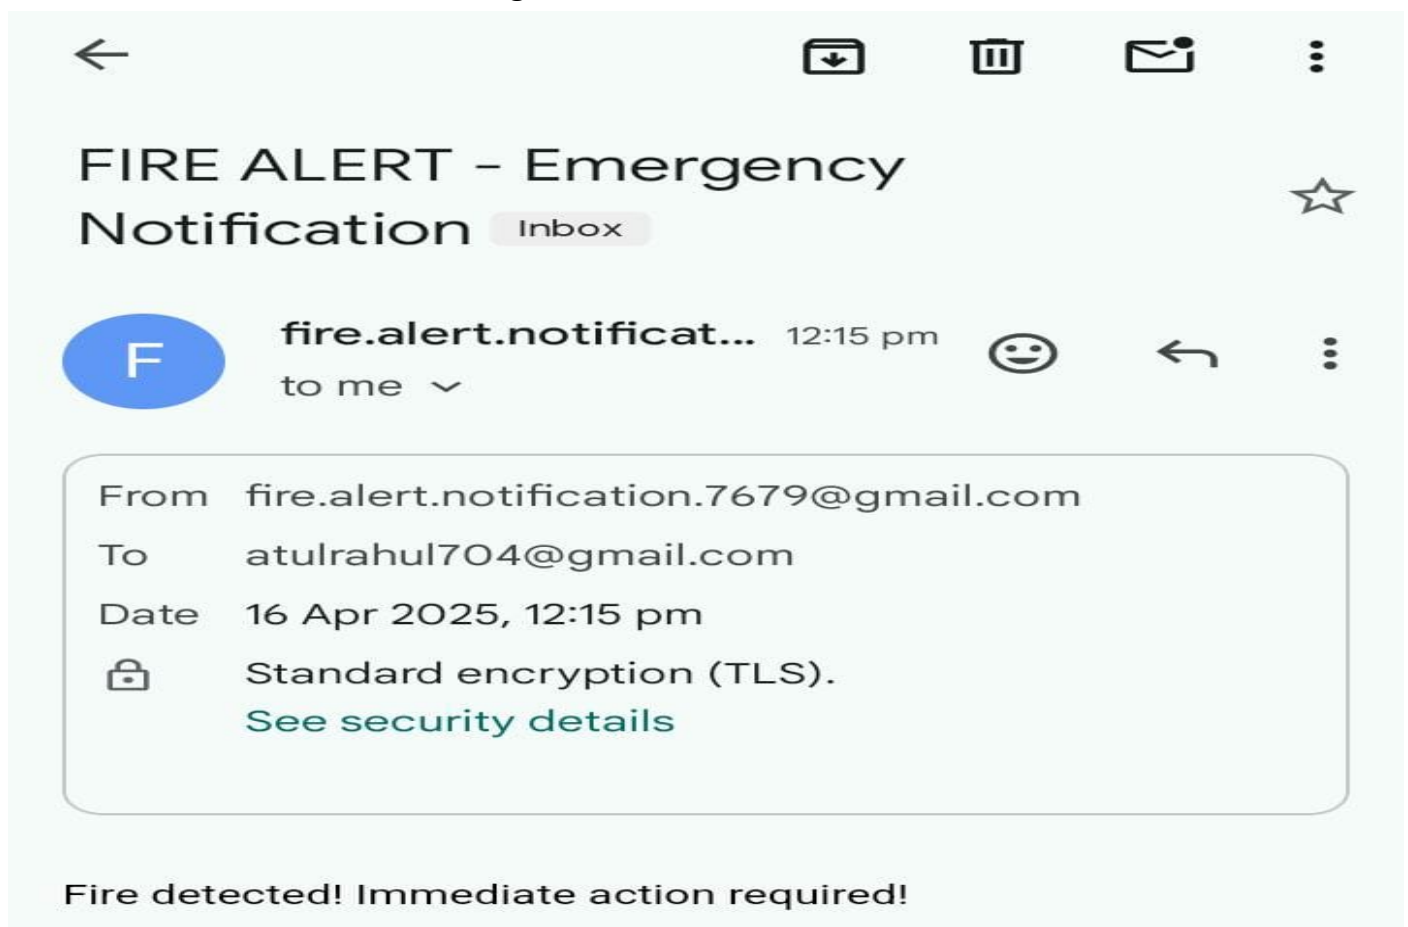 FIRE ALERT - Emergency
Notification Inbox
F
fire.alert.notificat... 12:15 pm
to me
From fire.alert.notification.7679@gmail.com
To atulrahul704@gmail.com
Date 16 Apr 2025, 12:15 pm
Standard encryption (TLS).
See security details
Fire detected! Immediate action required!